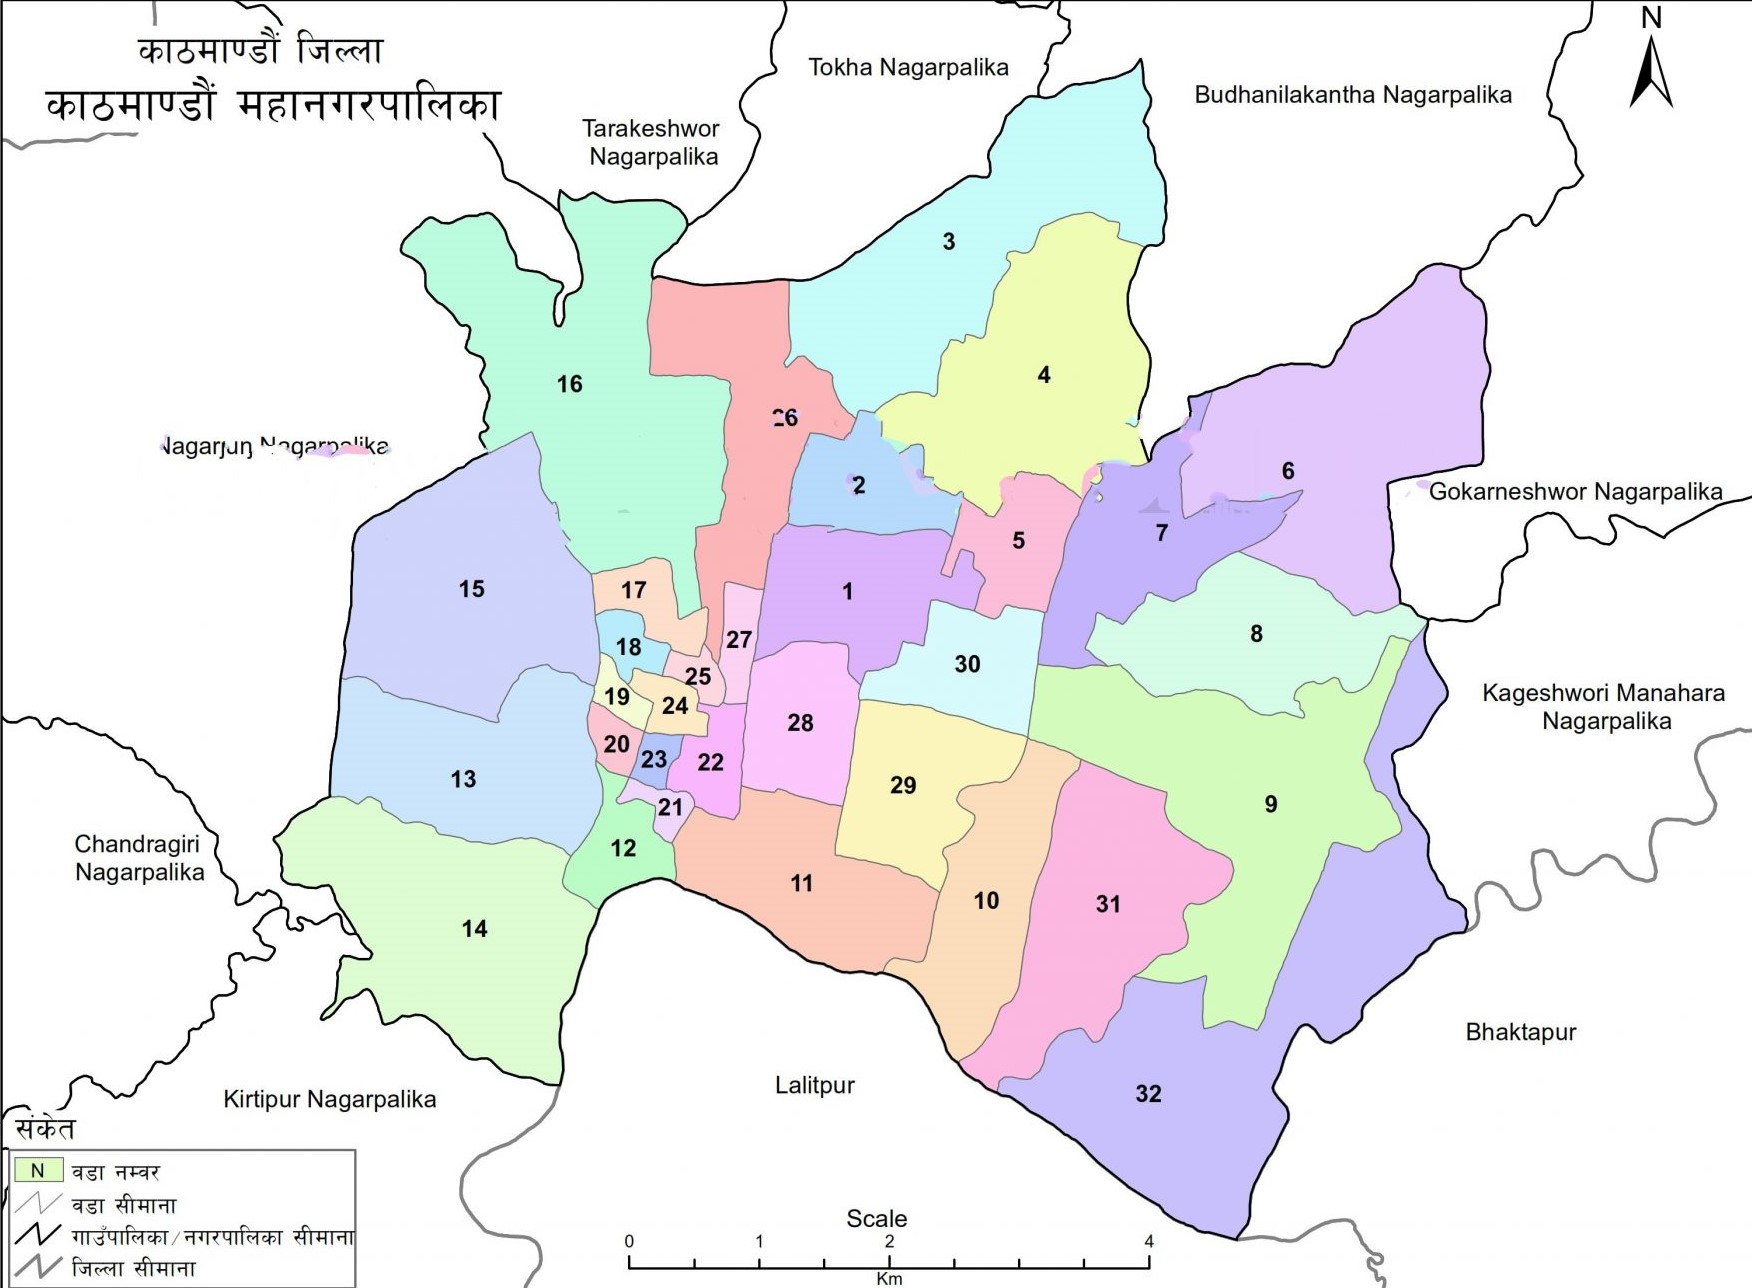 काठमाण्डौं जिल्ला
काठमाण्डौं महानगरपालिका
N
Tokha Nagarpalika
Budhanilakantha Nagarpalika
Tarakeshwor
Nagarpalika
3
4
16
26
Nagarpalika
6
2
Gokarneshwor Nagarpalika
7
5
15
17
1
8
27
18
30
25
Kageshwori Manahara
Nagarpalika
19
24
28
20
23
22
13
29
9
21
Chandragiri
Nagarpalika
12
11
10
31
14
Bhaktapur
Lalitpur
32
Kirtipur Nagarpalika
संकेत
N वडा नम्वर
वडा सीमाना
गाउँपालिका/नगरपालिका सीमाना
जिल्ला सीमाना
Scale
0 1 2 4
Km